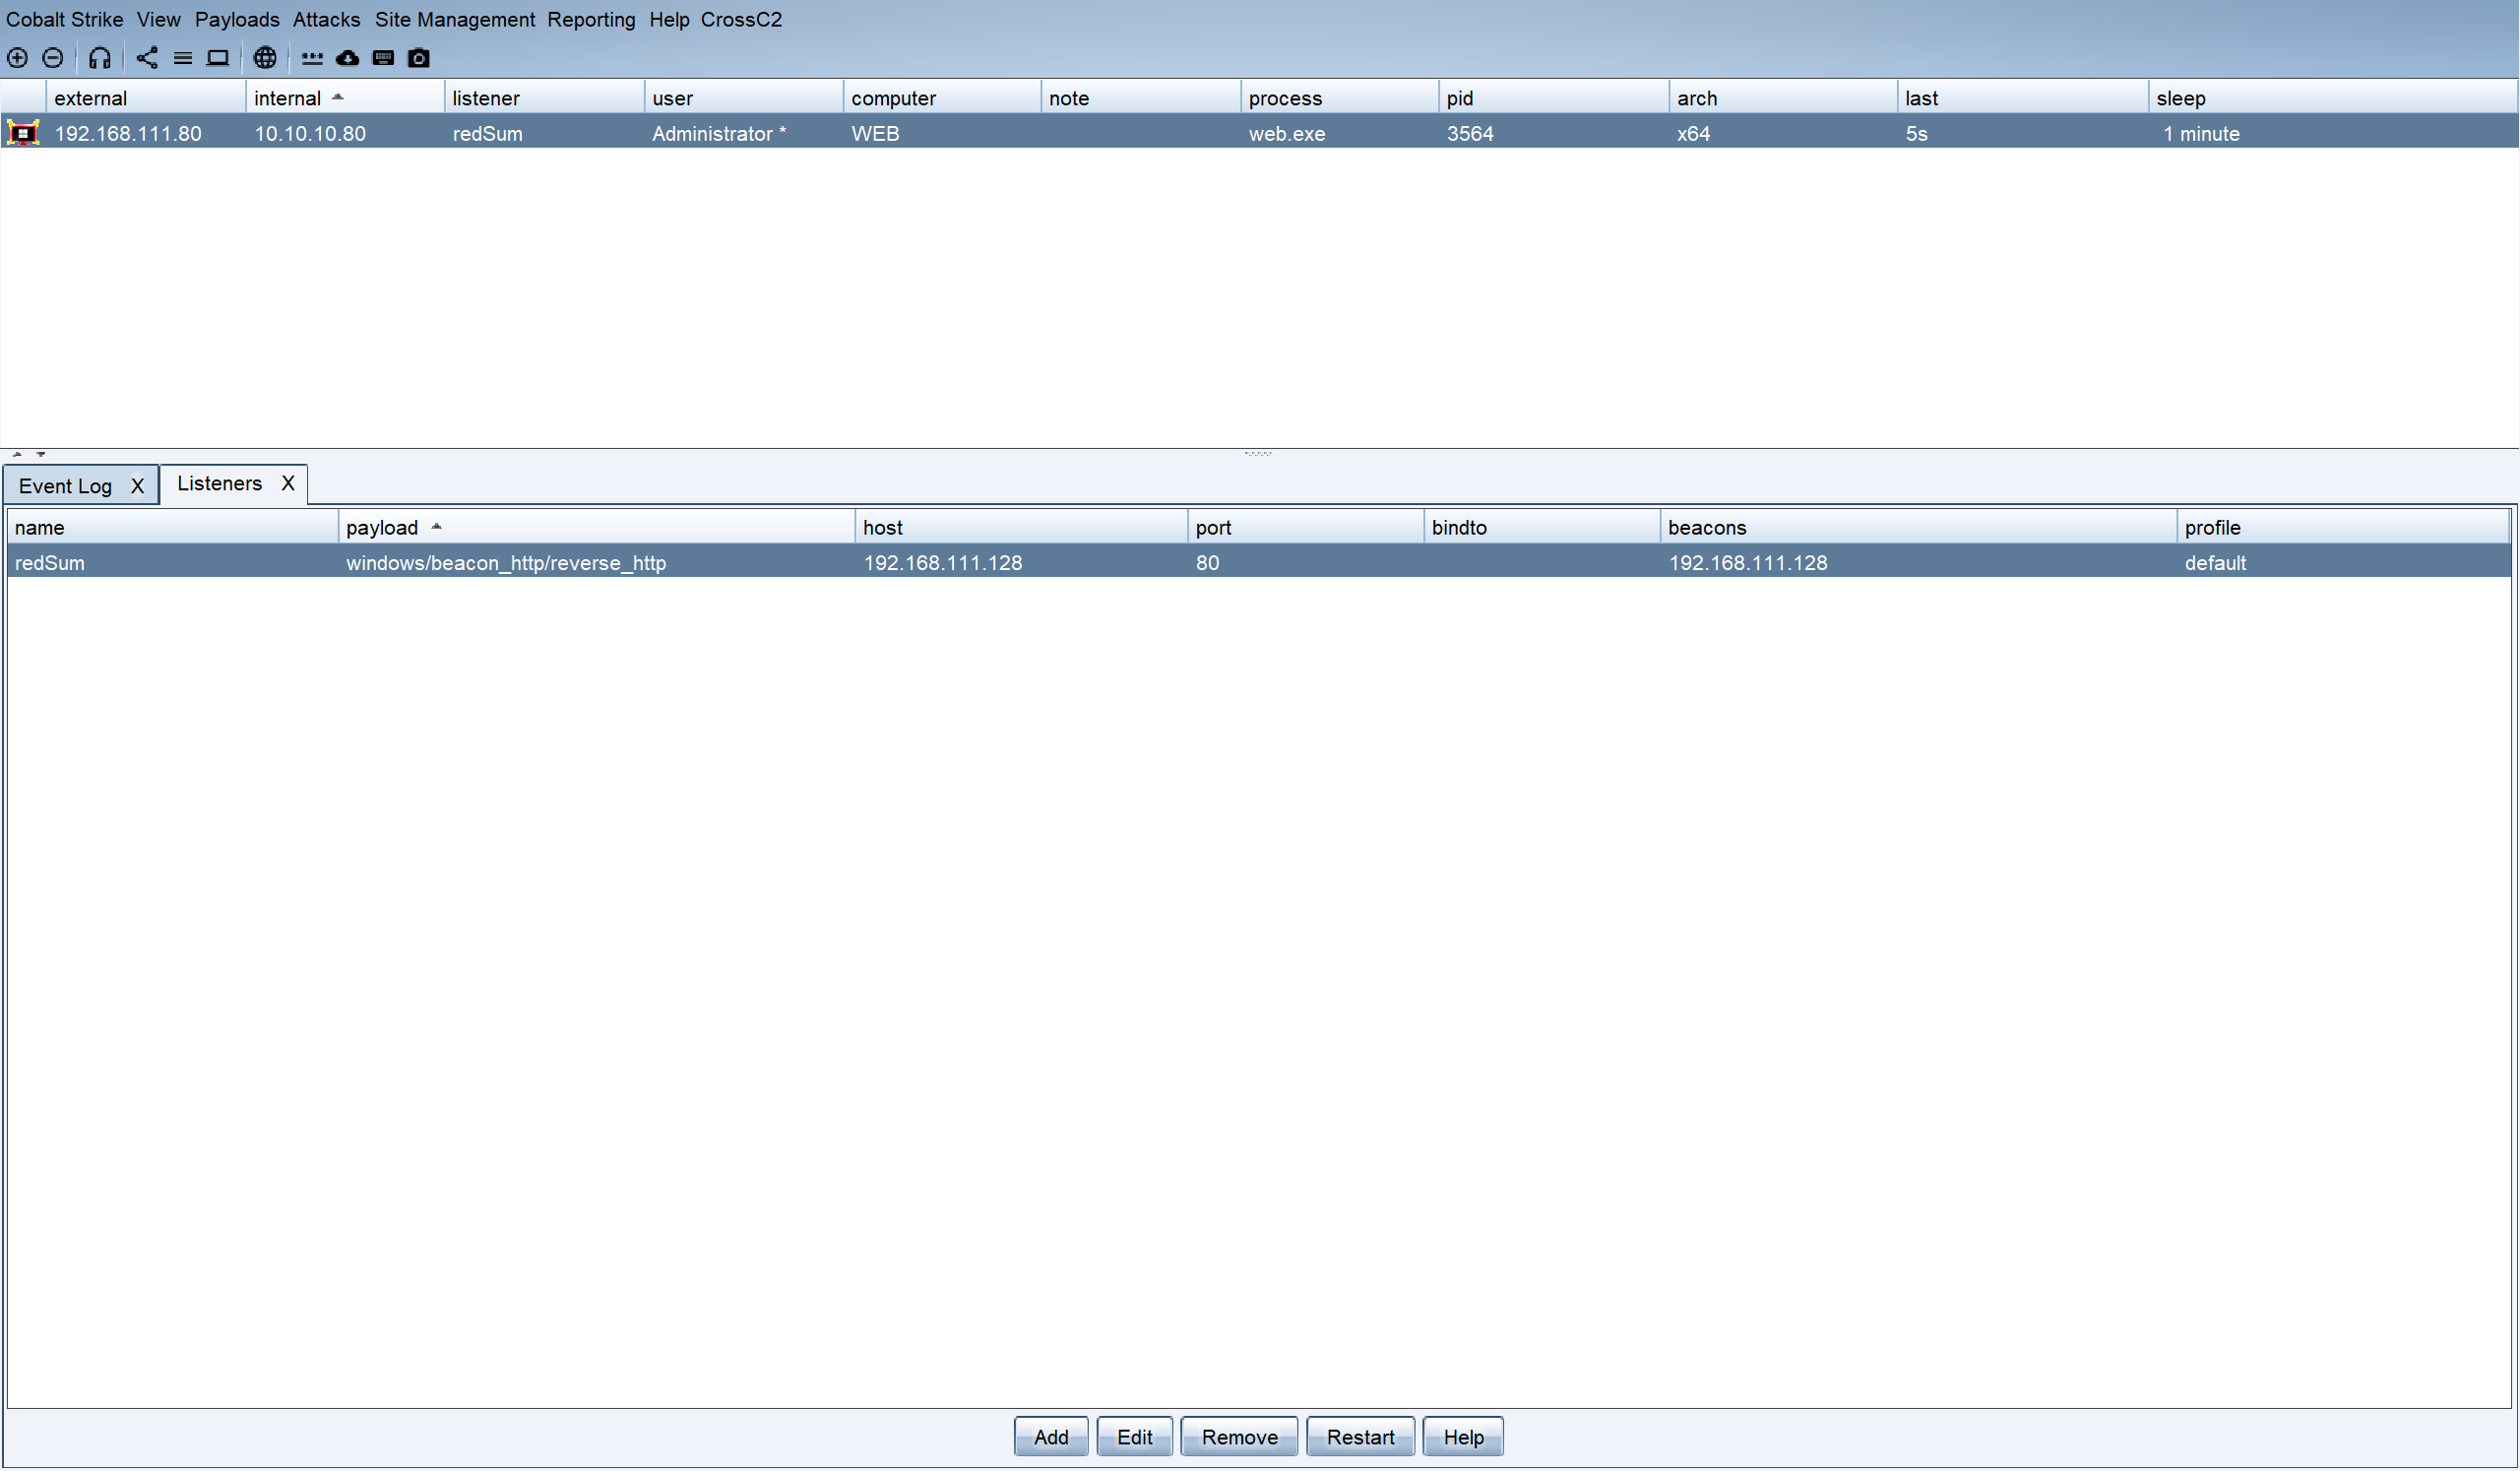 Cobalt Strike View Payloads Attacks Site Management Reporting Help CrossC2
external internal listener user computer note process pid arch last sleep
192.168.111.80 10.10.10.80 redSum Administrator * WEB web.exe 3564 x64 5s 1 minute
Event Log X Listeners X
name payload host port bindto beacons profile
redSum windows/beacon_http/reverse_http 192.168.111.128 80 192.168.111.128 default
Add Edit Remove Restart Help